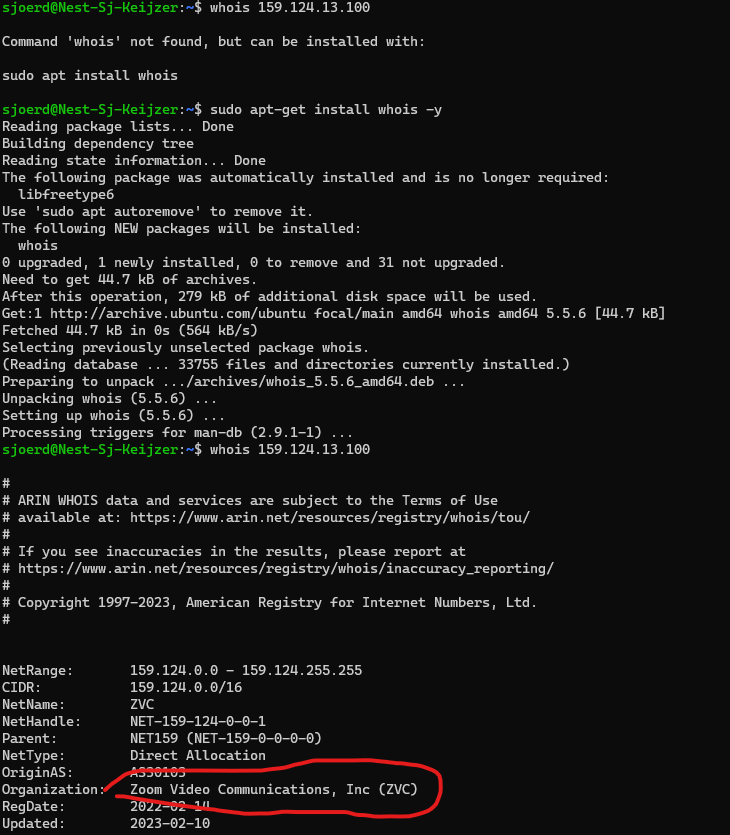 sjoerd@Nest-Sj-Keijzer:~$ whois 159.124.13.100
Command 'whois' not found, but can be installed with:
sudo apt install whois
sjoerd@Nest-Sj-Keijzer:~$ sudo apt-get install whois -y
Reading package lists... Done
Building dependency tree
Reading state information... Done
The following package was automatically installed and is no longer required:
  libfreetype6
Use 'sudo apt autoremove' to remove it.
The following NEW packages will be installed:
  whois
0 upgraded, 1 newly installed, 0 to remove and 31 not upgraded.
Need to get 44.7 kB of archives.
After this operation, 279 kB of additional disk space will be used.
Get:1 http://archive.ubuntu.com/ubuntu focal/main amd64 whois amd64 5.5.6 [44.7 kB]
Fetched 44.7 kB in 0s (564 kB/s)
Selecting previously unselected package whois.
(Reading database ... 33755 files and directories currently installed.)
Preparing to unpack .../archives/whois_5.5.6_amd64.deb ...
Unpacking whois (5.5.6) ...
Setting up whois (5.5.6) ...
Processing triggers for man-db (2.9.1-1) ...
sjoerd@Nest-Sj-Keijzer:~$ whois 159.124.13.100
#
# ARIN WHOIS data and services are subject to the Terms of Use
# available at: https://www.arin.net/resources/registry/whois/tou/
#
# If you see inaccuracies in the results, please report at
# https://www.arin.net/resources/registry/whois/inaccuracy_reporting/
#
# Copyright 1997-2023, American Registry for Internet Numbers, Ltd.
#
NetRange:       159.124.0.0 - 159.124.255.255
CIDR:           159.124.0.0/16
NetName:        ZVC
NetHandle:      NET-159-124-0-0-1
Parent:         NET159 (NET-159-0-0-0-0)
NetType:        Direct Allocation
OriginAS:       AS30103
Organization:   Zoom Video Communications, Inc (ZVC)
RegDate:        2022-02-14
Updated:        2023-02-10